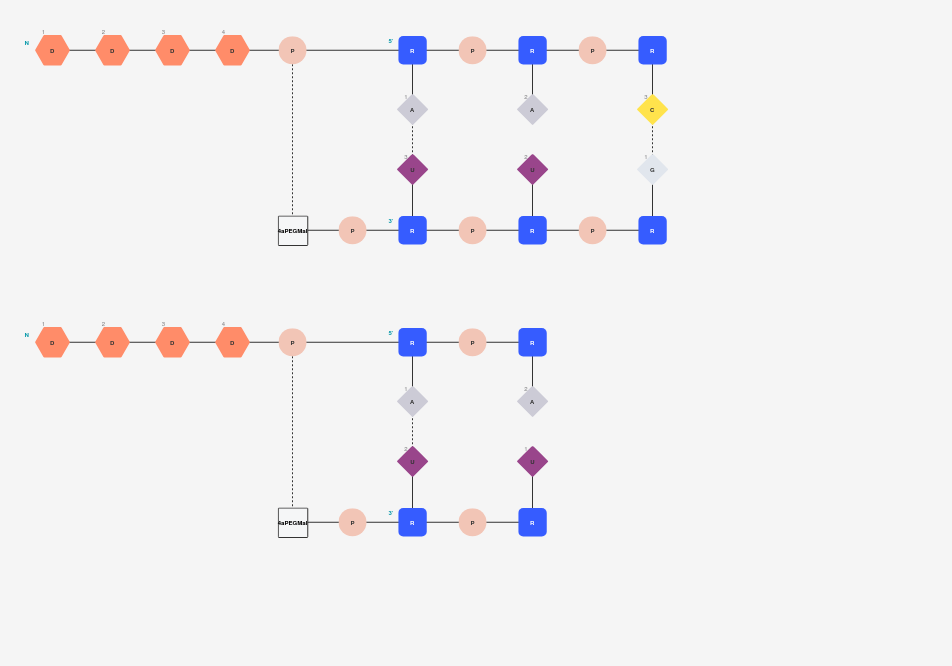 1 2 3 4
N D D D D P 5' R P R P R
1 A 2 A 3 C
3 U 2 U 1 G
4aPEGMal P 3' R P R P R
1 2 3 4
N D D D D P 5' R P R
1 A 2 A
2 U 1 U
4aPEGMal P 3' R P R